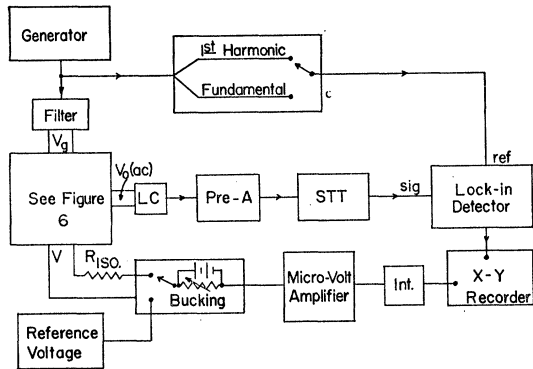 Generator
1st Harmonic
Fundamental
c
Filter
Vg
V0(ac)
See Figure
6
LC
Pre-A
STT
sig
ref
Lock-in
Detector
V
RISO.
Bucking
Micro-Volt
Amplifier
Int.
X-Y
Recorder
Reference
Voltage